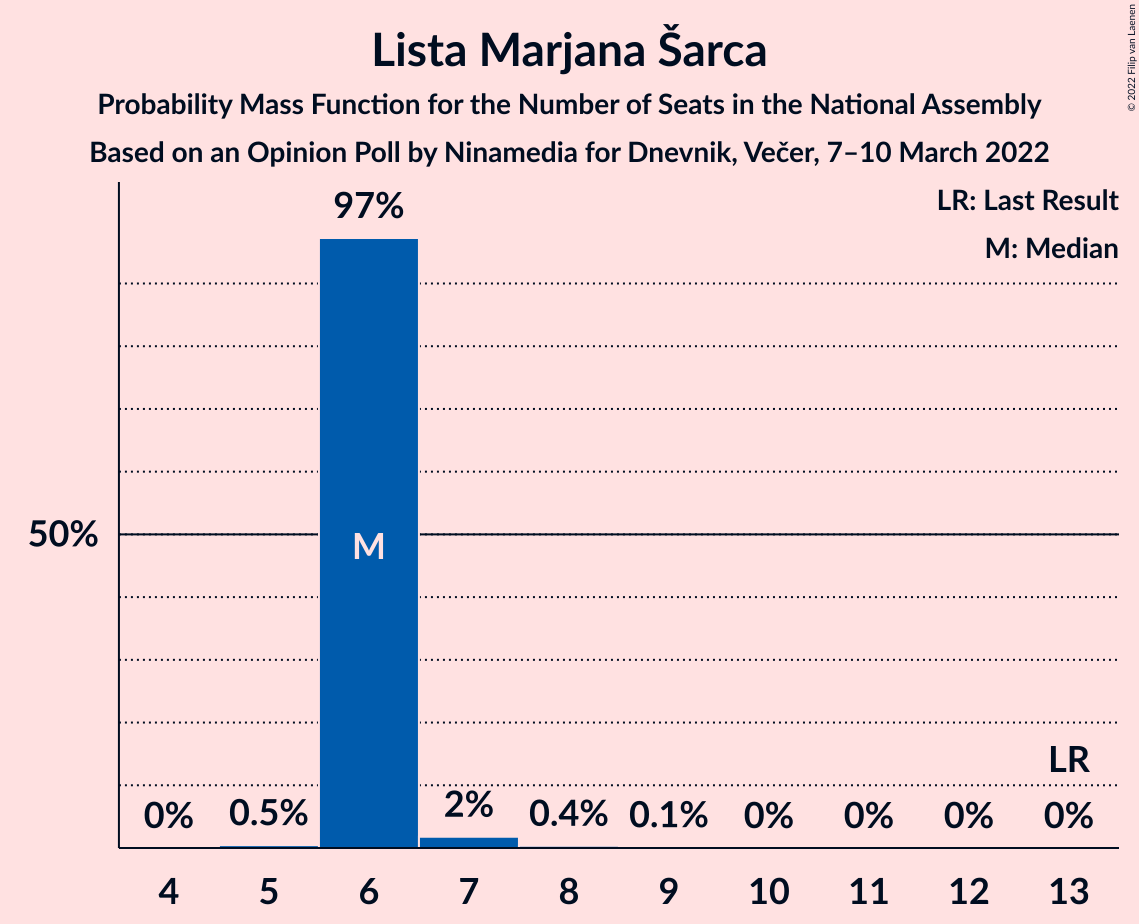 Lista Marjana Šarca
Probability Mass Function for the Number of Seats in the National Assembly
Based on an Opinion Poll by Ninamedia for Dnevnik, Večer, 7–10 March 2022
© 2022 Filip van Laenen
LR: Last Result
M: Median
97%
50%
M
LR
0% 0.5% 2% 0.4% 0.1% 0% 0% 0% 0%
4 5 6 7 8 9 10 11 12 13